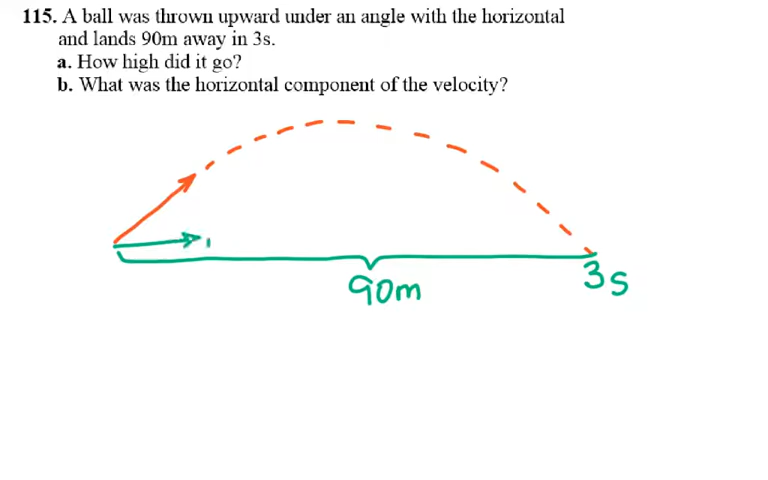 115. A ball was thrown upward under an angle with the horizontal
and lands 90m away in 3s.
a. How high did it go?
b. What was the horizontal component of the velocity?
90m
3s